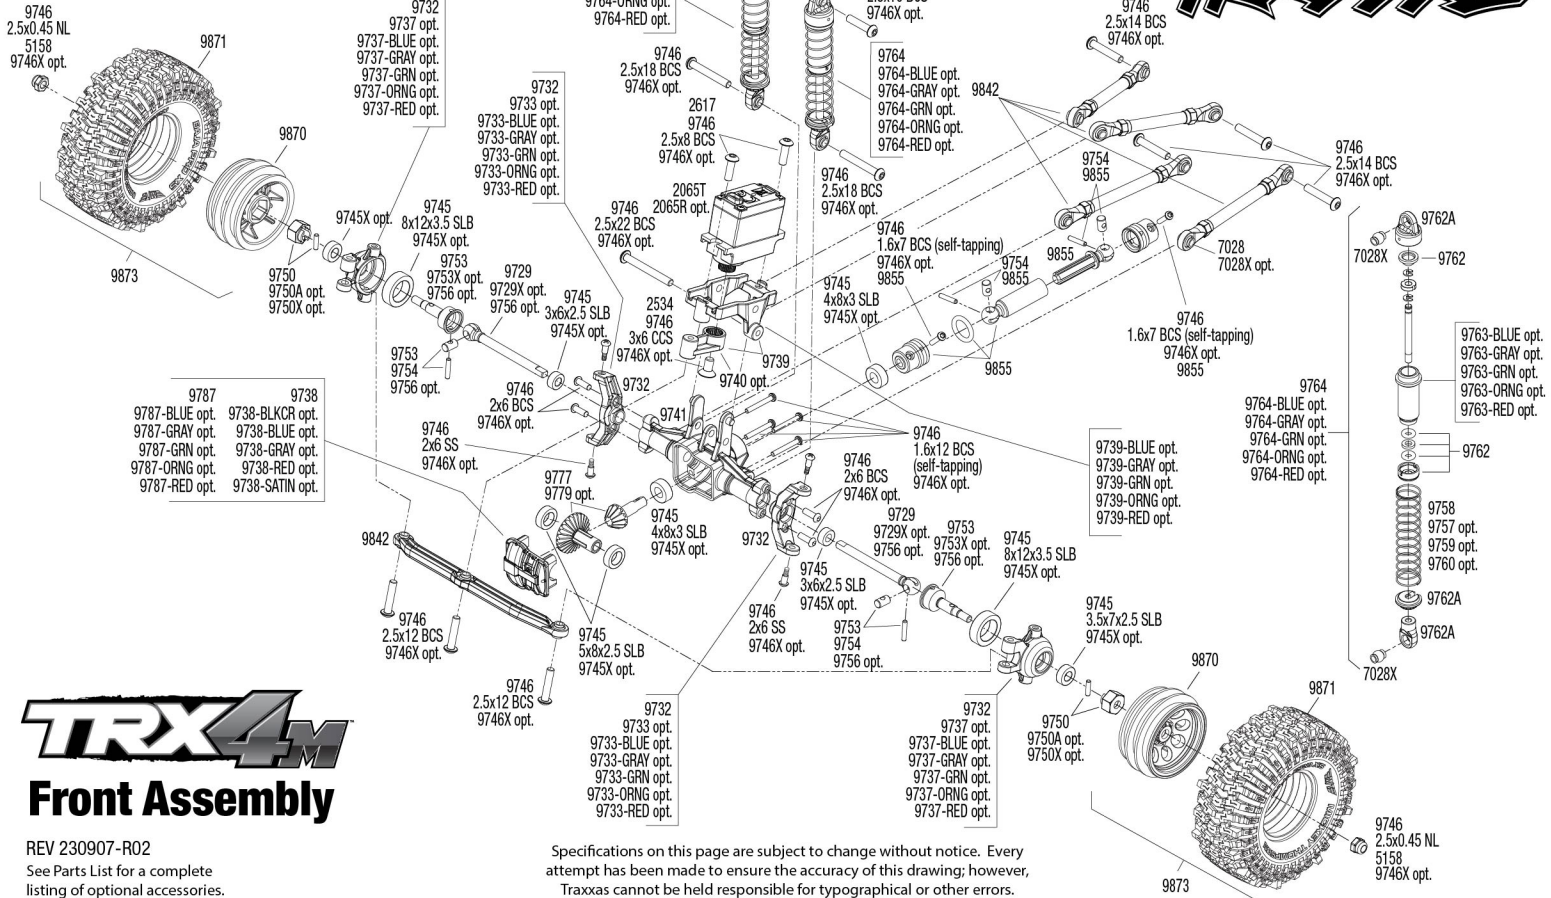 9746
2.5x0.45 NL
5158
9746X opt.
9871
9732
9737 opt.
9737-BLUE opt.
9737-GRAY opt.
9737-GRN opt.
9737-ORNG opt.
9737-RED opt.
9764-ORNG opt.
9764-RED opt.
9746X opt.
9746
2.5x14 BCS
9746X opt.
9746
2.5x18 BCS
9746X opt.
9764
9764-BLUE opt.
9764-GRAY opt.
9764-GRN opt.
9764-ORNG opt.
9764-RED opt.
9842
9732
9733 opt.
9733-BLUE opt.
9733-GRAY opt.
9733-GRN opt.
9733-ORNG opt.
9733-RED opt.
2617
9746
2.5x8 BCS
9746X opt.
9870
9754
9855
9746
2.5x14 BCS
9746X opt.
9746
2.5x18 BCS
9746X opt.
2065T
2065R opt.
9745X opt.
9745
8x12x3.5 SLB
9745X opt.
9746
2.5x22 BCS
9746X opt.
9746
1.6x7 BCS (self-tapping)
9746X opt.
9855
9754
9855
9855
7028
7028X opt.
9762A
7028X
9762
9873
9750
9750A opt.
9750X opt.
9753
9753X opt.
9756 opt.
9729
9729X opt.
9756 opt.
9745
3x6x2.5 SLB
9745X opt.
2534
9746
3x6 CCS
9746X opt.
9745
4x8x3 SLB
9745X opt.
9739
9740 opt.
9855
9746
1.6x7 BCS (self-tapping)
9746X opt.
9855
9763-BLUE opt.
9763-GRAY opt.
9763-GRN opt.
9763-ORNG opt.
9763-RED opt.
9753
9754
9756 opt.
9746
2x6 BCS
9746X opt.
9732
9741
9764
9764-BLUE opt.
9764-GRAY opt.
9764-GRN opt.
9764-ORNG opt.
9764-RED opt.
9787
9787-BLUE opt.
9787-GRAY opt.
9787-GRN opt.
9787-ORNG opt.
9787-RED opt.
9738
9738-BLKCR opt.
9738-BLUE opt.
9738-GRAY opt.
9738-RED opt.
9738-SATIN opt.
9746
2x6 SS
9746X opt.
9777
9779 opt.
9746
1.6x12 BCS
(self-tapping)
9746X opt.
9739-BLUE opt.
9739-GRAY opt.
9739-GRN opt.
9739-ORNG opt.
9739-RED opt.
9762
9746
2x6 BCS
9746X opt.
9745
4x8x3 SLB
9745X opt.
9732
9729
9729X opt.
9756 opt.
9753
9753X opt.
9756 opt.
9745
8x12x3.5 SLB
9745X opt.
9758
9757 opt.
9759 opt.
9760 opt.
9842
9745
3x6x2.5 SLB
9745X opt.
9746
2.5x12 BCS
9746X opt.
9745
5x8x2.5 SLB
9745X opt.
9746
2x6 SS
9746X opt.
9753
9754
9756 opt.
9745
3.5x7x2.5 SLB
9745X opt.
9762A
9762A
7028X
9746
2.5x12 BCS
9746X opt.
9870
9871
9732
9733 opt.
9733-BLUE opt.
9733-GRAY opt.
9733-GRN opt.
9733-ORNG opt.
9733-RED opt.
9732
9737 opt.
9737-BLUE opt.
9737-GRAY opt.
9737-GRN opt.
9737-ORNG opt.
9737-RED opt.
9750
9750A opt.
9750X opt.
TRX4M
Front Assembly
REV 230907-R02
See Parts List for a complete
listing of optional accessories.
Specifications on this page are subject to change without notice. Every
attempt has been made to ensure the accuracy of this drawing; however,
Traxxas cannot be held responsible for typographical or other errors.
9873
9746
2.5x0.45 NL
5158
9746X opt.